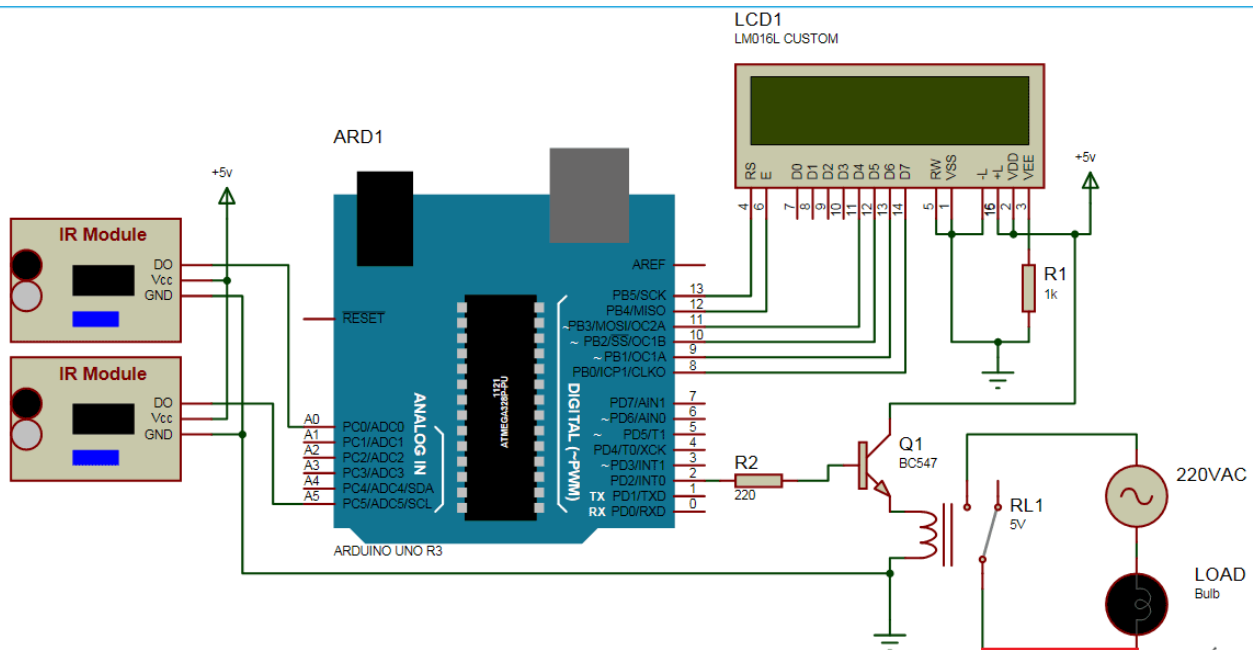 LCD1
LM016L CUSTOM
RS
E
D0
D1
D2
D3
D4
D5
D6
D7
RW
VSS
-L
+L
VDD
VEE
4
6
7
8
9
10
11
12
13
14
5
1
16
15
2
3
+5v
R1
1k
+5v
IR Module
DO
Vcc
GND
IR Module
DO
Vcc
GND
ARD1
RESET
AREF
PB5/SCK 13
PB4/MISO 12
~PB3/MOSI/OC2A 11
~ PB2/SS/OC1B 10
~ PB1/OC1A 9
PB0/ICP1/CLKO 8
PD7/AIN1 7
~PD6/AIN0 6
~ PD5/T1 5
PD4/T0/XCK 4
~PD3/INT1 3
PD2/INT0 2
TX PD1/TXD 1
RX PD0/RXD 0
DIGITAL (~PWM)
1121
ATMEGA328P-PU
ANALOG IN
A0 PC0/ADC0
A1 PC1/ADC1
A2 PC2/ADC2
A3 PC3/ADC3
A4 PC4/ADC4/SDA
A5 PC5/ADC5/SCL
ARDUINO UNO R3
R2
220
Q1
BC547
RL1
5V
220VAC
LOAD
Bulb